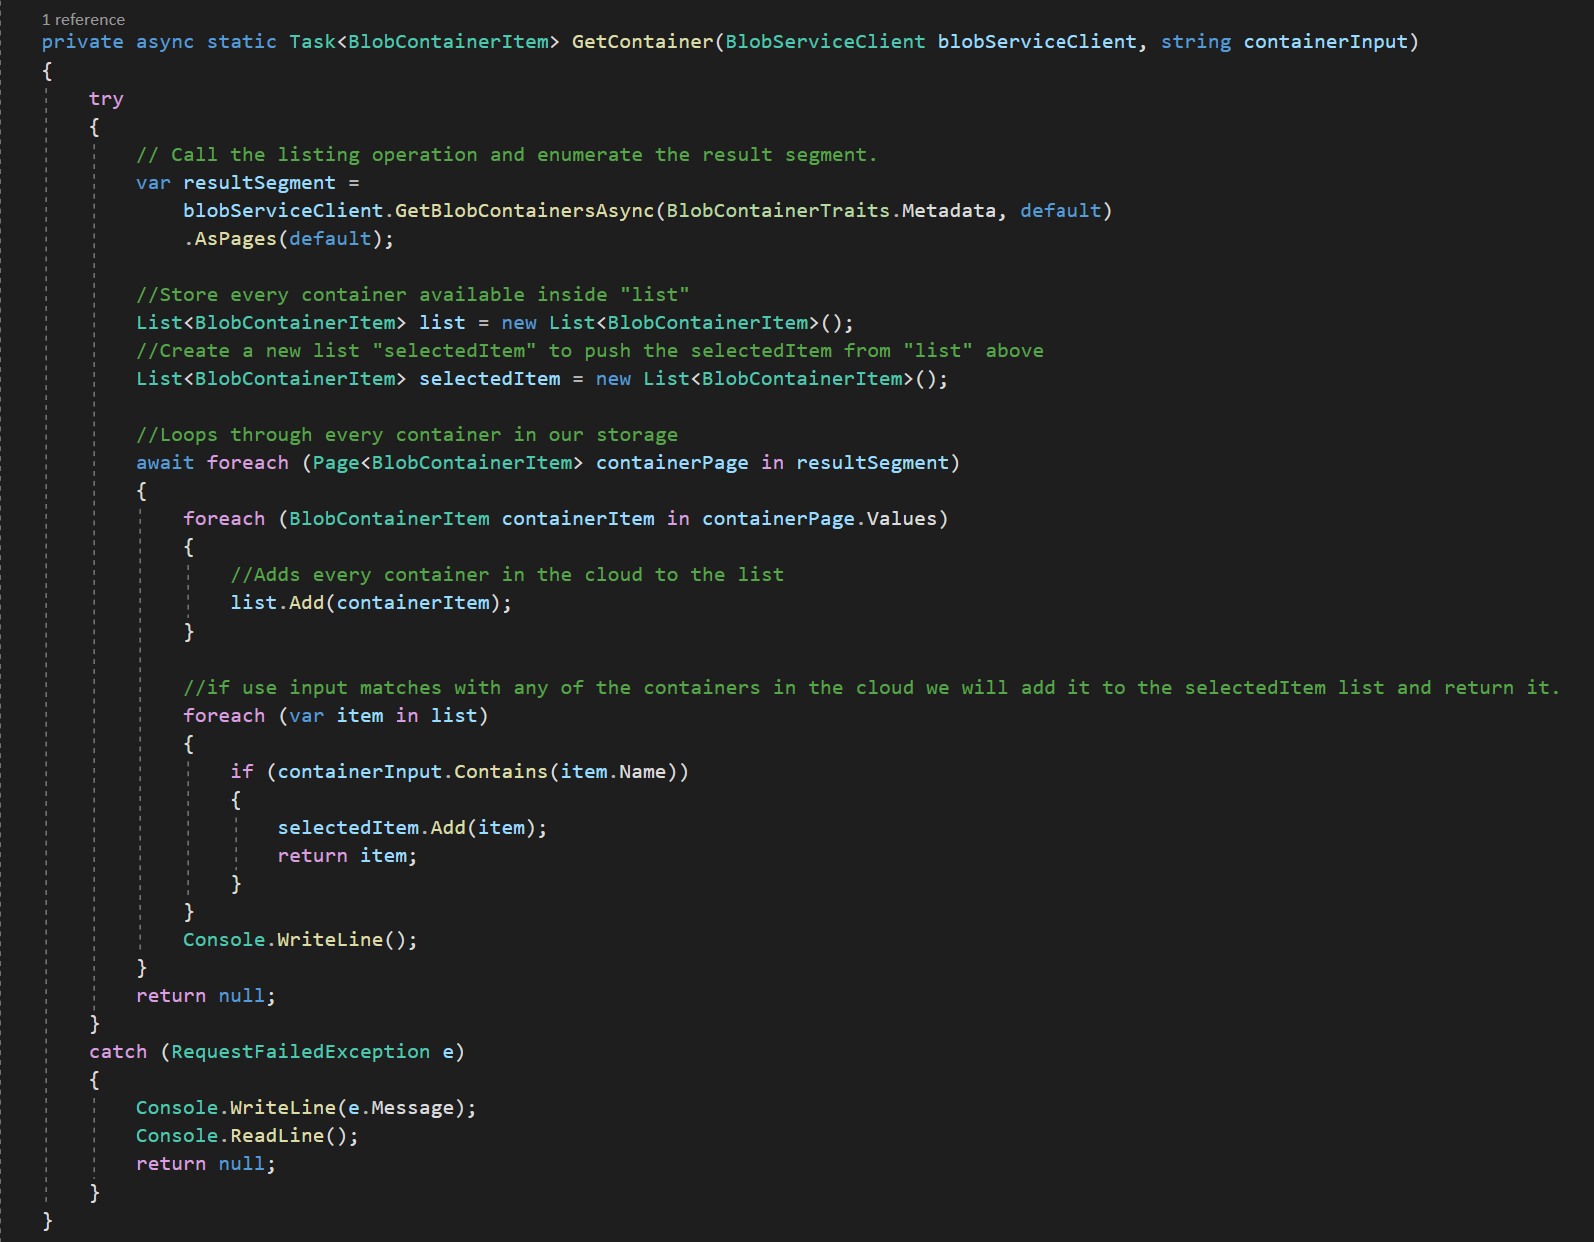 1 reference
private async static Task<BlobContainerItem> GetContainer(BlobServiceClient blobServiceClient, string containerInput)
{
    try
    {
        // Call the listing operation and enumerate the result segment.
        var resultSegment =
            blobServiceClient.GetBlobContainersAsync(BlobContainerTraits.Metadata, default)
            .AsPages(default);

        //Store every container available inside "list"
        List<BlobContainerItem> list = new List<BlobContainerItem>();
        //Create a new list "selectedItem" to push the selectedItem from "list" above
        List<BlobContainerItem> selectedItem = new List<BlobContainerItem>();

        //Loops through every container in our storage
        await foreach (Page<BlobContainerItem> containerPage in resultSegment)
        {
            foreach (BlobContainerItem containerItem in containerPage.Values)
            {
                //Adds every container in the cloud to the list
                list.Add(containerItem);
            }

            //if use input matches with any of the containers in the cloud we will add it to the selectedItem list and return it.
            foreach (var item in list)
            {
                if (containerInput.Contains(item.Name))
                {
                    selectedItem.Add(item);
                    return item;
                }
            }
            Console.WriteLine();
        }
        return null;
    }
    catch (RequestFailedException e)
    {
        Console.WriteLine(e.Message);
        Console.ReadLine();
        return null;
    }
}